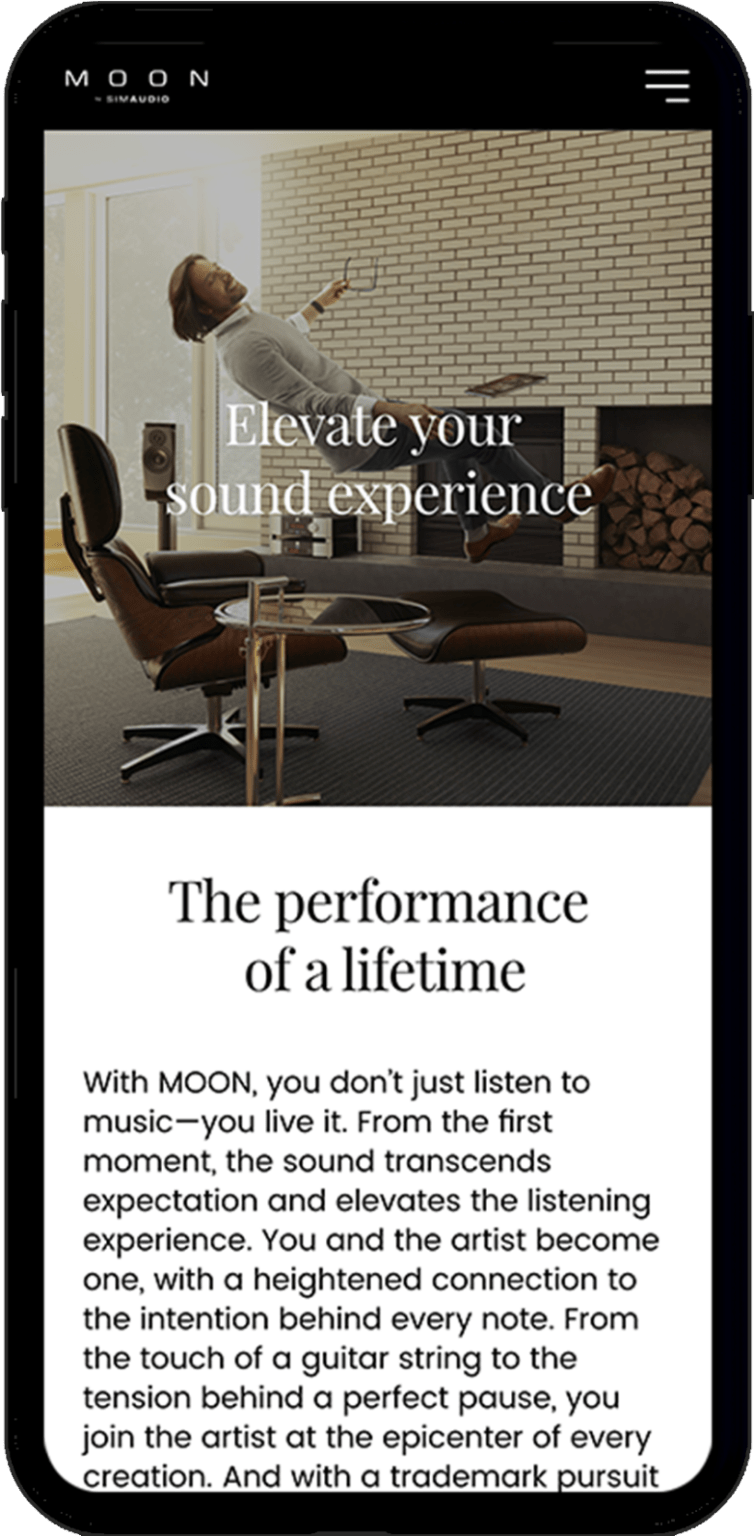 M O O N
~ SIMAUDIO
Elevate your
sound experience
The performance
of a lifetime
With MOON, you don't just listen to
music—you live it. From the first
moment, the sound transcends
expectation and elevates the listening
experience. You and the artist become
one, with a heightened connection to
the intention behind every note. From
the touch of a guitar string to the
tension behind a perfect pause, you
join the artist at the epicenter of every
creation. And with a trademark pursuit